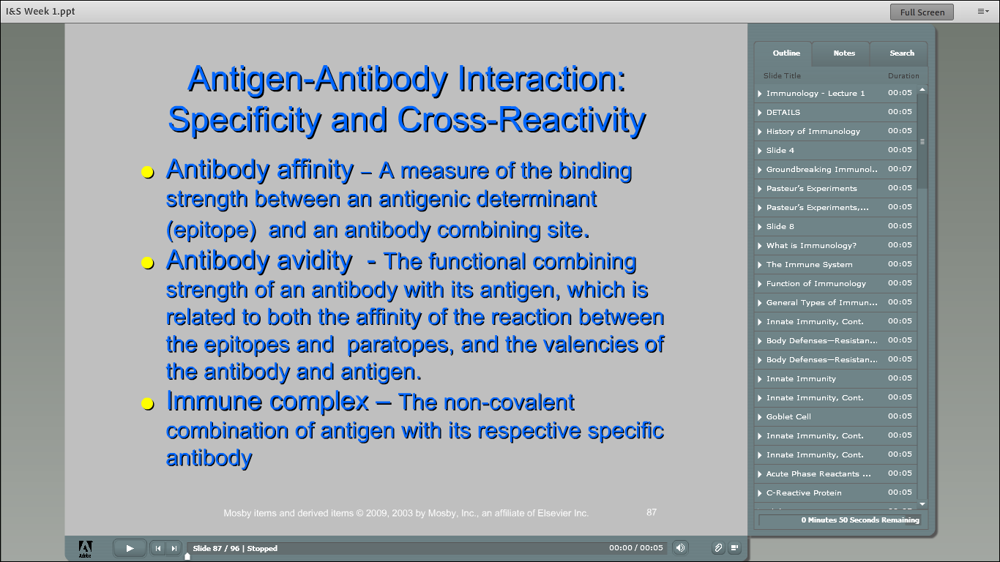 I&S Week 1.ppt
Full Screen
Antigen-Antibody Interaction:
Specificity and Cross-Reactivity
Antibody affinity – A measure of the binding
strength between an antigenic determinant
(epitope)  and an antibody combining site.
Antibody avidity  - The functional combining
strength of an antibody with its antigen, which is
related to both the affinity of the reaction between
the epitopes and  paratopes, and the valencies of
the antibody and antigen.
Immune complex – The non-covalent
combination of antigen with its respective specific
antibody
Mosby items and derived items © 2009, 2003 by Mosby, Inc., an affiliate of Elsevier Inc.
87
Adobe
Slide 87 / 96 | Stopped
00:00 / 00:05
Outline Notes Search
Slide Title Duration
Immunology - Lecture 1 00:05
DETAILS 00:05
History of Immunology 00:05
Slide 4 00:05
Groundbreaking Immunol.. 00:07
Pasteur's Experiments 00:05
Pasteur's Experiments,... 00:05
Slide 8 00:05
What is Immunology? 00:05
The Immune System 00:05
Function of Immunology 00:05
General Types of Immun... 00:05
Innate Immunity, Cont. 00:05
Body Defenses—Resistan... 00:05
Body Defenses—Resistan... 00:05
Innate Immunity 00:05
Innate Immunity, Cont. 00:05
Goblet Cell 00:05
Innate Immunity, Cont. 00:05
Innate Immunity, Cont. 00:05
Acute Phase Reactants ... 00:05
C-Reactive Protein 00:05
0 Minutes 50 Seconds Remaining